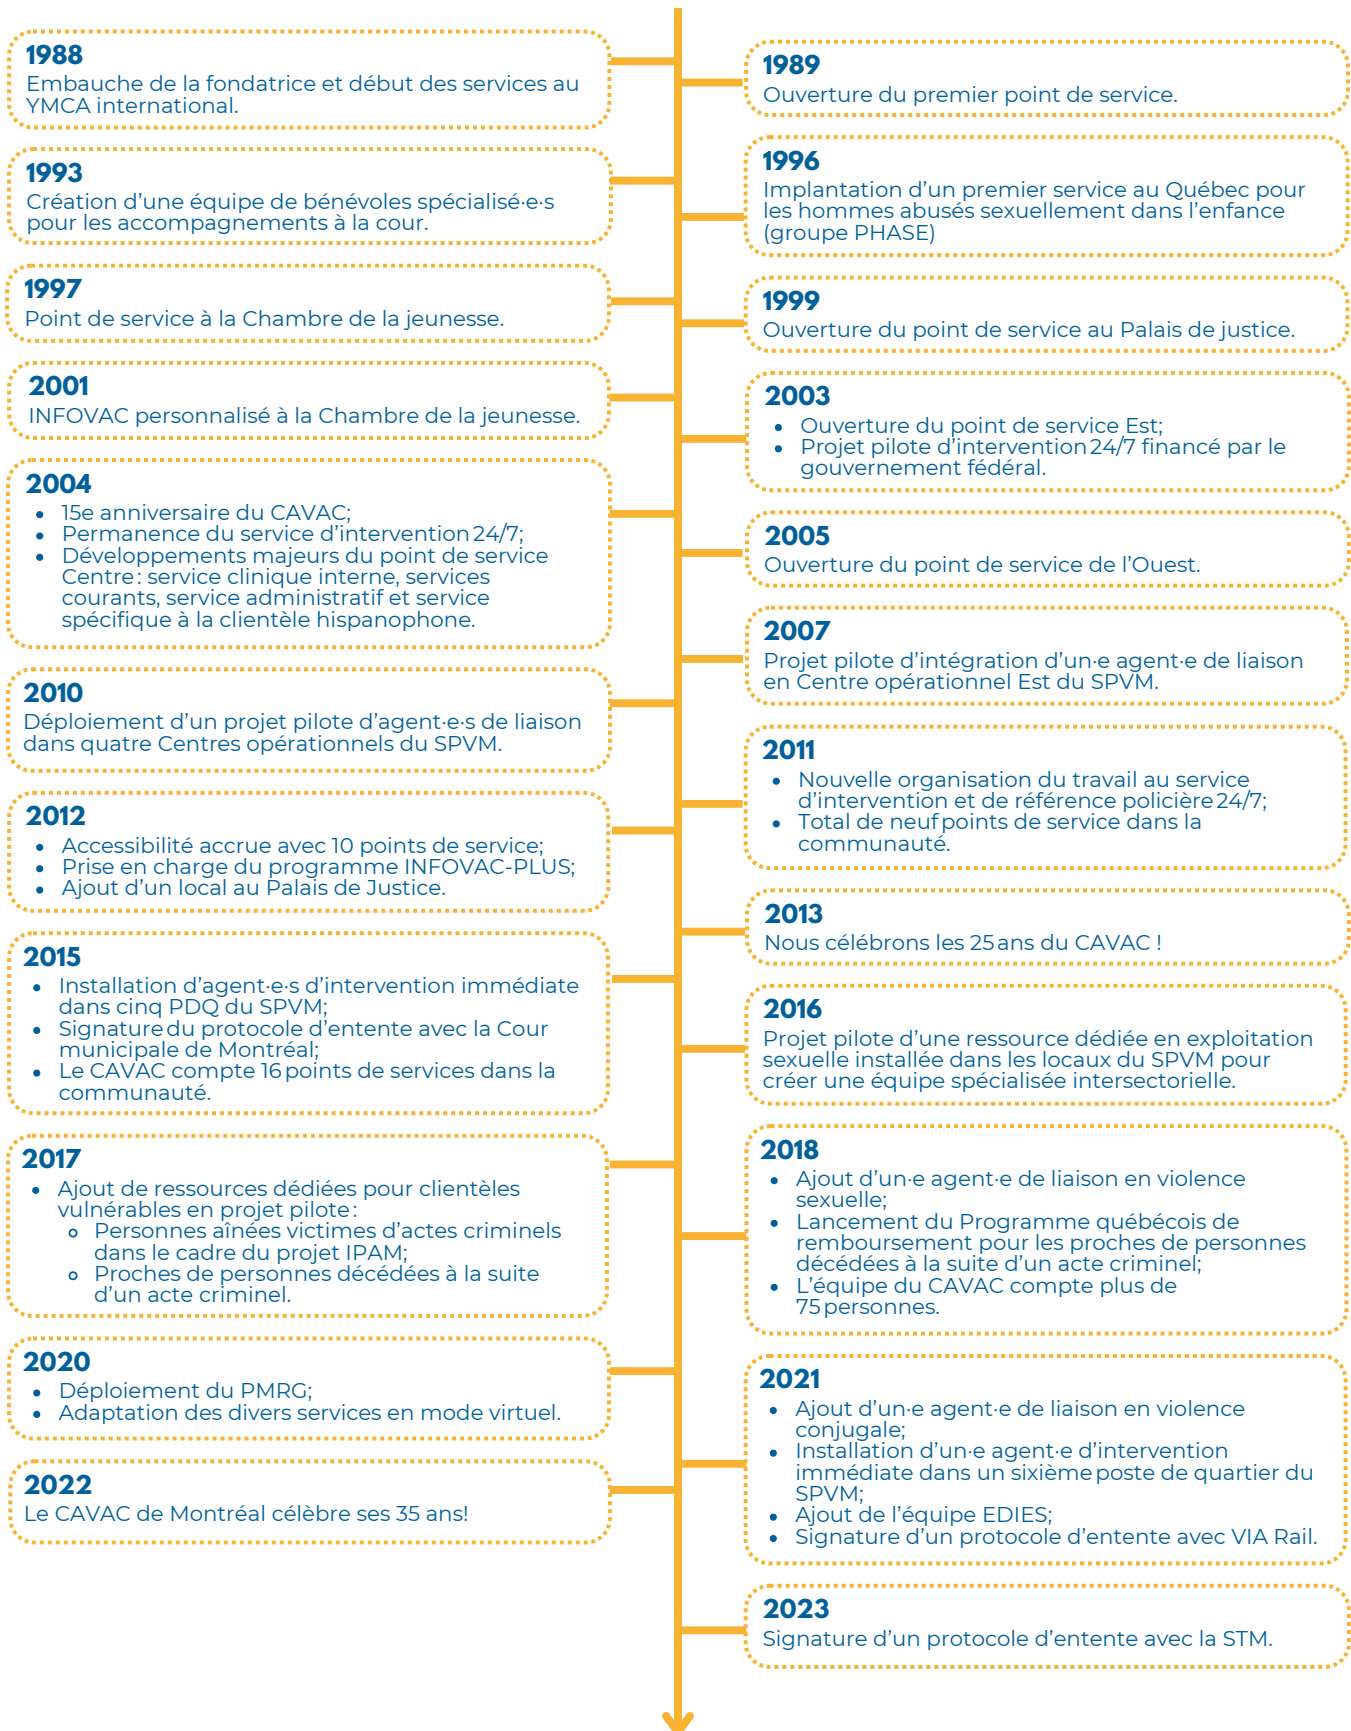 1988
Embauche de la fondatrice et début des services au
YMCA international.
1989
Ouverture du premier point de service.
1993
Création d'une équipe de bénévoles spécialisé·e·s
pour les accompagnements à la cour.
1996
Implantation d'un premier service au Québec pour
les hommes abusés sexuellement dans l'enfance
(groupe PHASE)
1997
Point de service à la Chambre de la jeunesse.
1999
Ouverture du point de service au Palais de justice.
2001
INFOVAC personnalisé à la Chambre de la jeunesse.
2003
• Ouverture du point de service Est;
• Projet pilote d'intervention 24/7 financé par le
gouvernement fédéral.
2004
• 15e anniversaire du CAVAC;
• Permanence du service d'intervention 24/7;
• Développements majeurs du point de service
Centre : service clinique interne, services
courants, service administratif et service
spécifique à la clientèle hispanophone.
2005
Ouverture du point de service de l'Ouest.
2007
Projet pilote d'intégration d'un·e agent·e de liaison
en Centre opérationnel Est du SPVM.
2010
Déploiement d'un projet pilote d'agent·e·s de liaison
dans quatre Centres opérationnels du SPVM.
2011
• Nouvelle organisation du travail au service
d'intervention et de référence policière 24/7;
• Total de neuf points de service dans la
communauté.
2012
• Accessibilité accrue avec 10 points de service;
• Prise en charge du programme INFOVAC-PLUS;
• Ajout d'un local au Palais de Justice.
2013
Nous célébrons les 25 ans du CAVAC !
2015
• Installation d'agent·e·s d'intervention immédiate
dans cinq PDQ du SPVM;
• Signature du protocole d'entente avec la Cour
municipale de Montréal;
• Le CAVAC compte 16 points de services dans la
communauté.
2016
Projet pilote d'une ressource dédiée en exploitation
sexuelle installée dans les locaux du SPVM pour
créer une équipe spécialisée intersectorielle.
2017
• Ajout de ressources dédiées pour clientèles
vulnérables en projet pilote :
◦ Personnes aînées victimes d'actes criminels
dans le cadre du projet IPAM;
◦ Proches de personnes décédées à la suite
d'un acte criminel.
2018
• Ajout d'un·e agent·e de liaison en violence
sexuelle;
• Lancement du Programme québécois de
remboursement pour les proches de personnes
décédées à la suite d'un acte criminel;
• L'équipe du CAVAC compte plus de
75 personnes.
2020
• Déploiement du PMRG;
• Adaptation des divers services en mode virtuel.
2021
• Ajout d'un·e agent·e de liaison en violence
conjugale;
• Installation d'un·e agent·e d'intervention
immédiate dans un sixième poste de quartier du
SPVM;
• Ajout de l'équipe EDIES;
• Signature d'un protocole d'entente avec VIA Rail.
2022
Le CAVAC de Montréal célèbre ses 35 ans!
2023
Signature d'un protocole d'entente avec la STM.